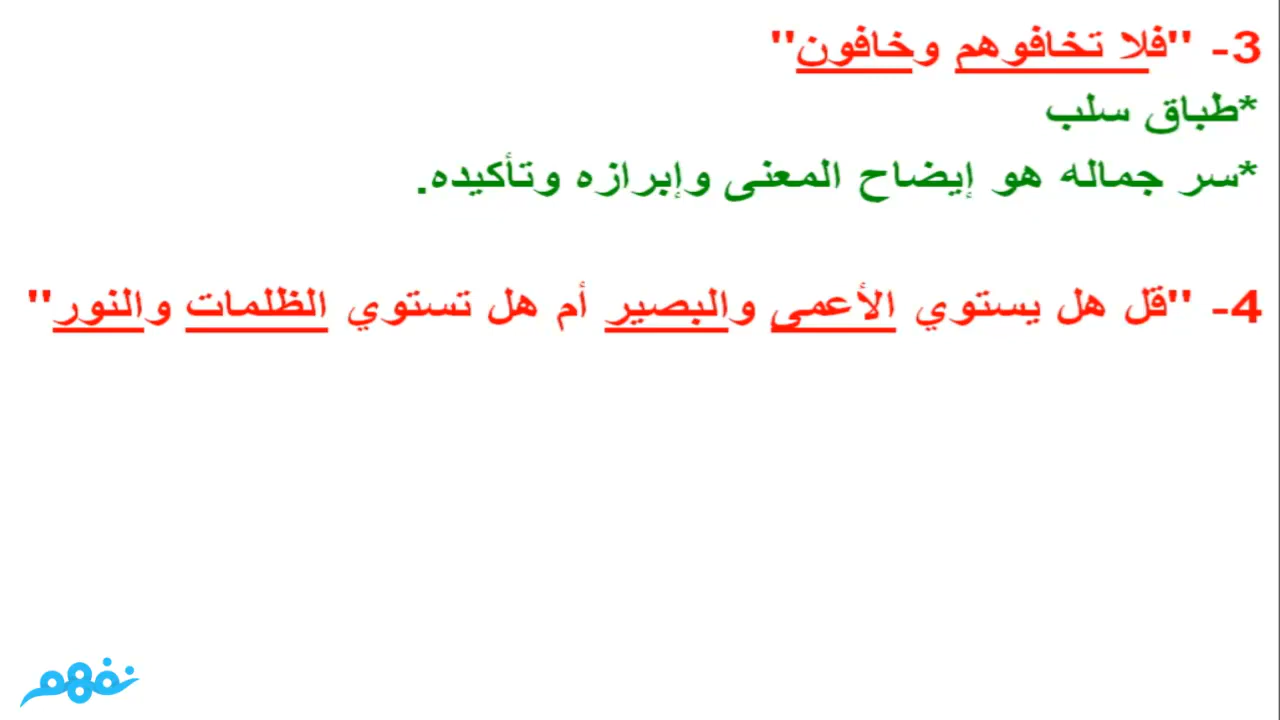 3- "فلا تخافوهم وخافون"
*طباق سلب
*سر جماله هو إيضاح المعنى وإبرازه وتأكيده.
4- "قل هل يستوي الأعمى والبصير أم هل تستوي الظلمات والنور"
نفهم